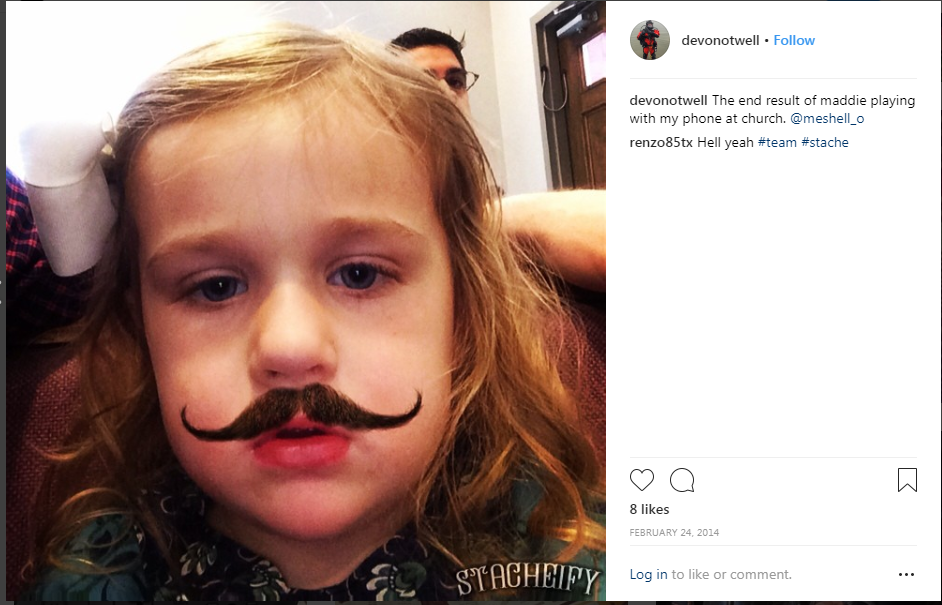 devonotwell • Follow
devonotwell The end result of maddie playing
with my phone at church. @meshell_o
renzo85tx Hell yeah #team #stache
8 likes
FEBRUARY 24, 2014
Log in to like or comment.
STACHEIFY